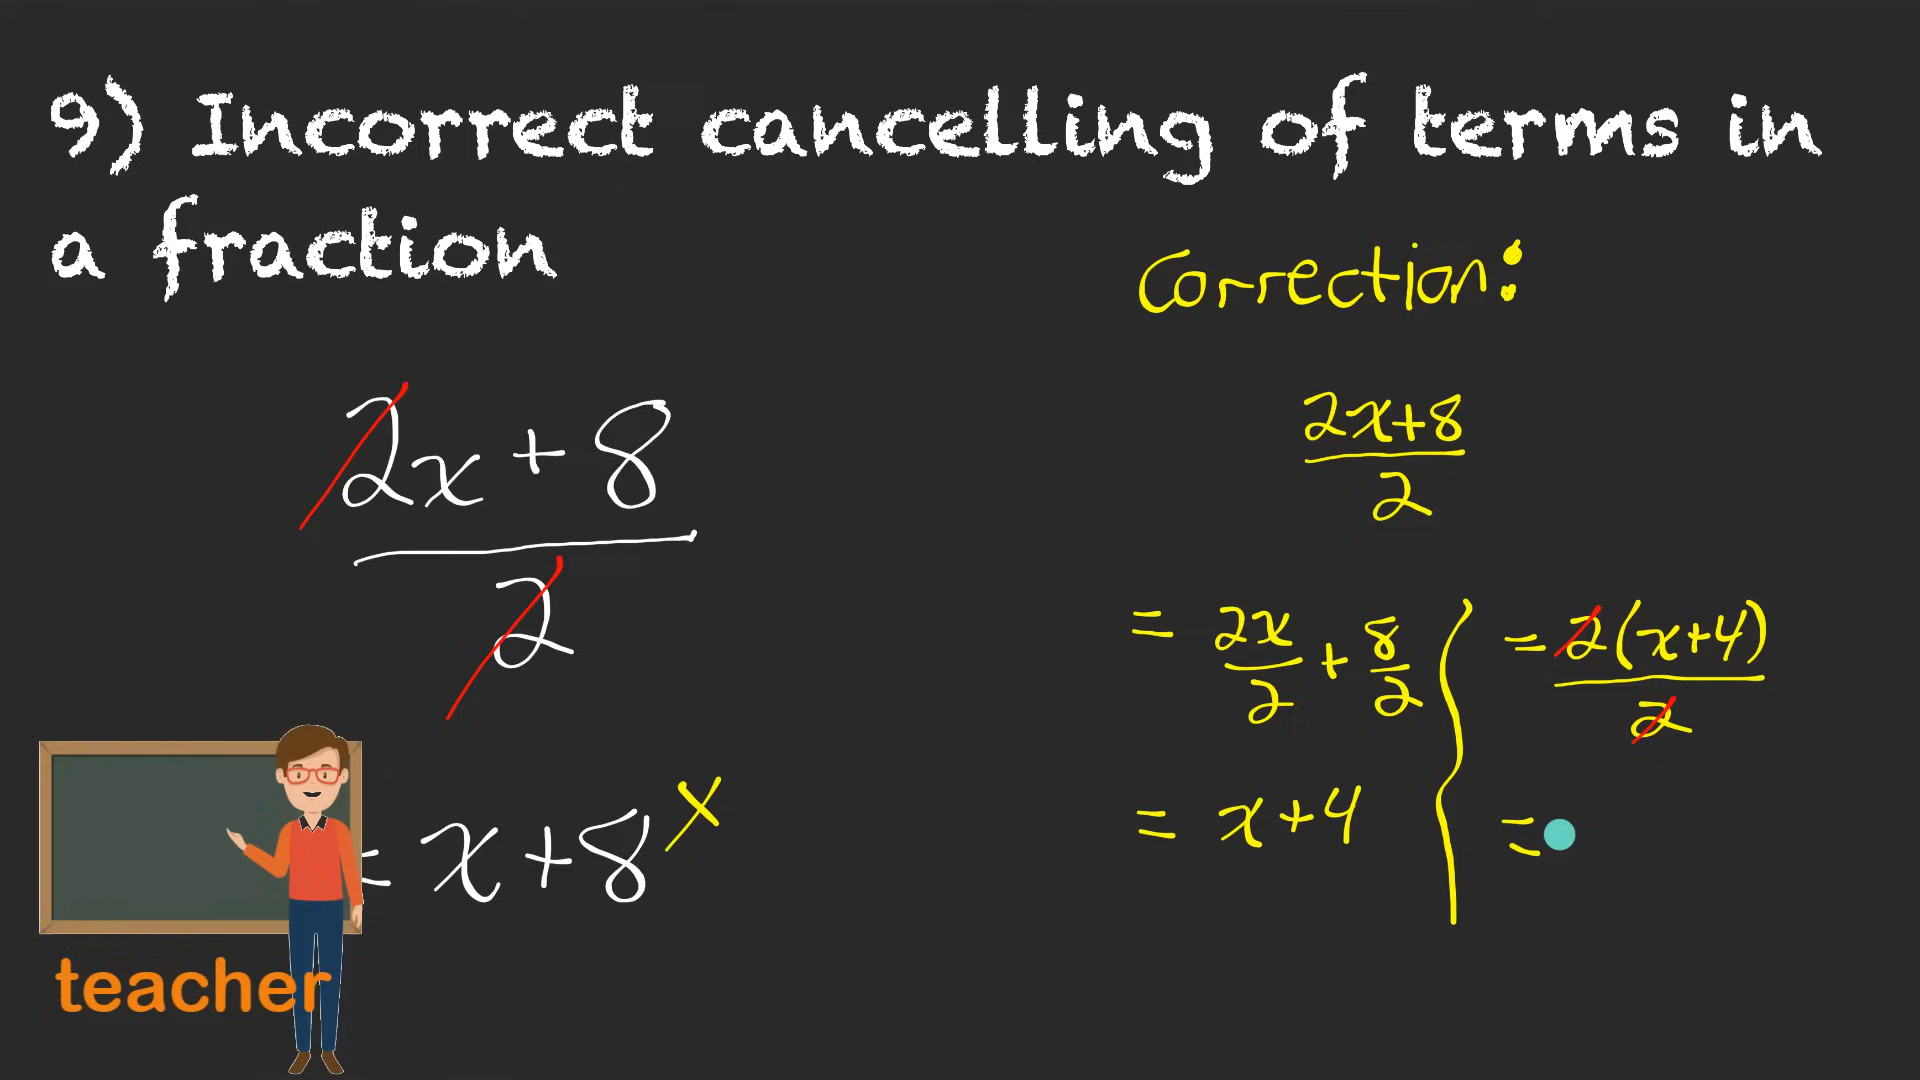 9) Incorrect cancelling of terms in
a fraction
Correction:
2x + 8
2
= x + 8 x
2x+8
2
= 2x/2 + 8/2
= x + 4
= 2(x+4)
2
=
teacher